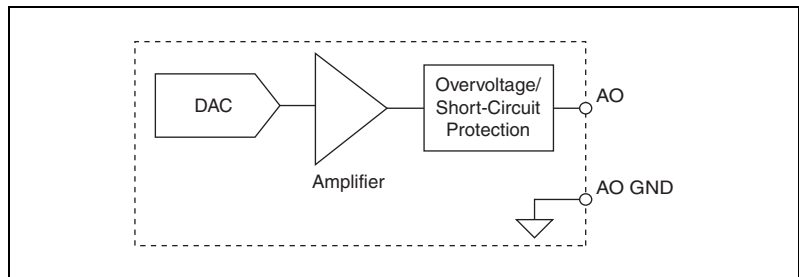 DAC
Amplifier
Overvoltage/
Short-Circuit
Protection
AO
AO GND